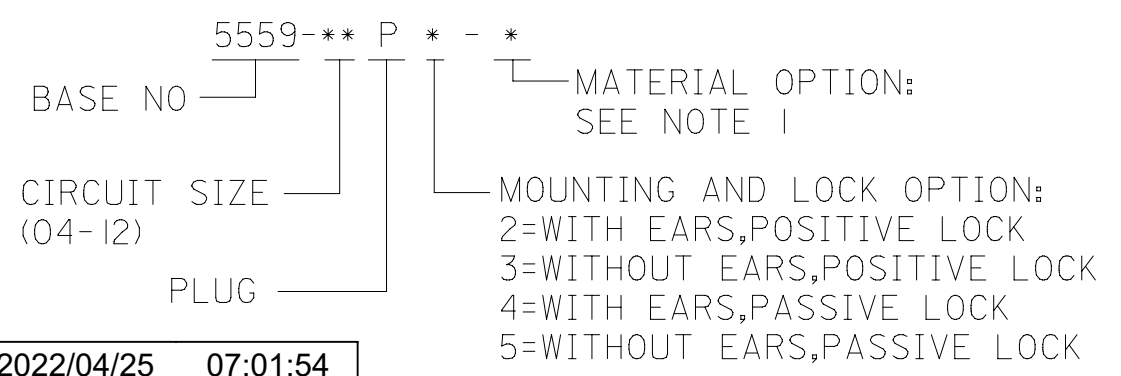 5559-** P * - *
BASE NO
MATERIAL OPTION:
SEE NOTE 1
CIRCUIT SIZE
(04-12)
PLUG
MOUNTING AND LOCK OPTION:
2=WITH EARS,POSITIVE LOCK
3=WITHOUT EARS,POSITIVE LOCK
4=WITH EARS,PASSIVE LOCK
5=WITHOUT EARS,PASSIVE LOCK
2022/04/25 07:01:54